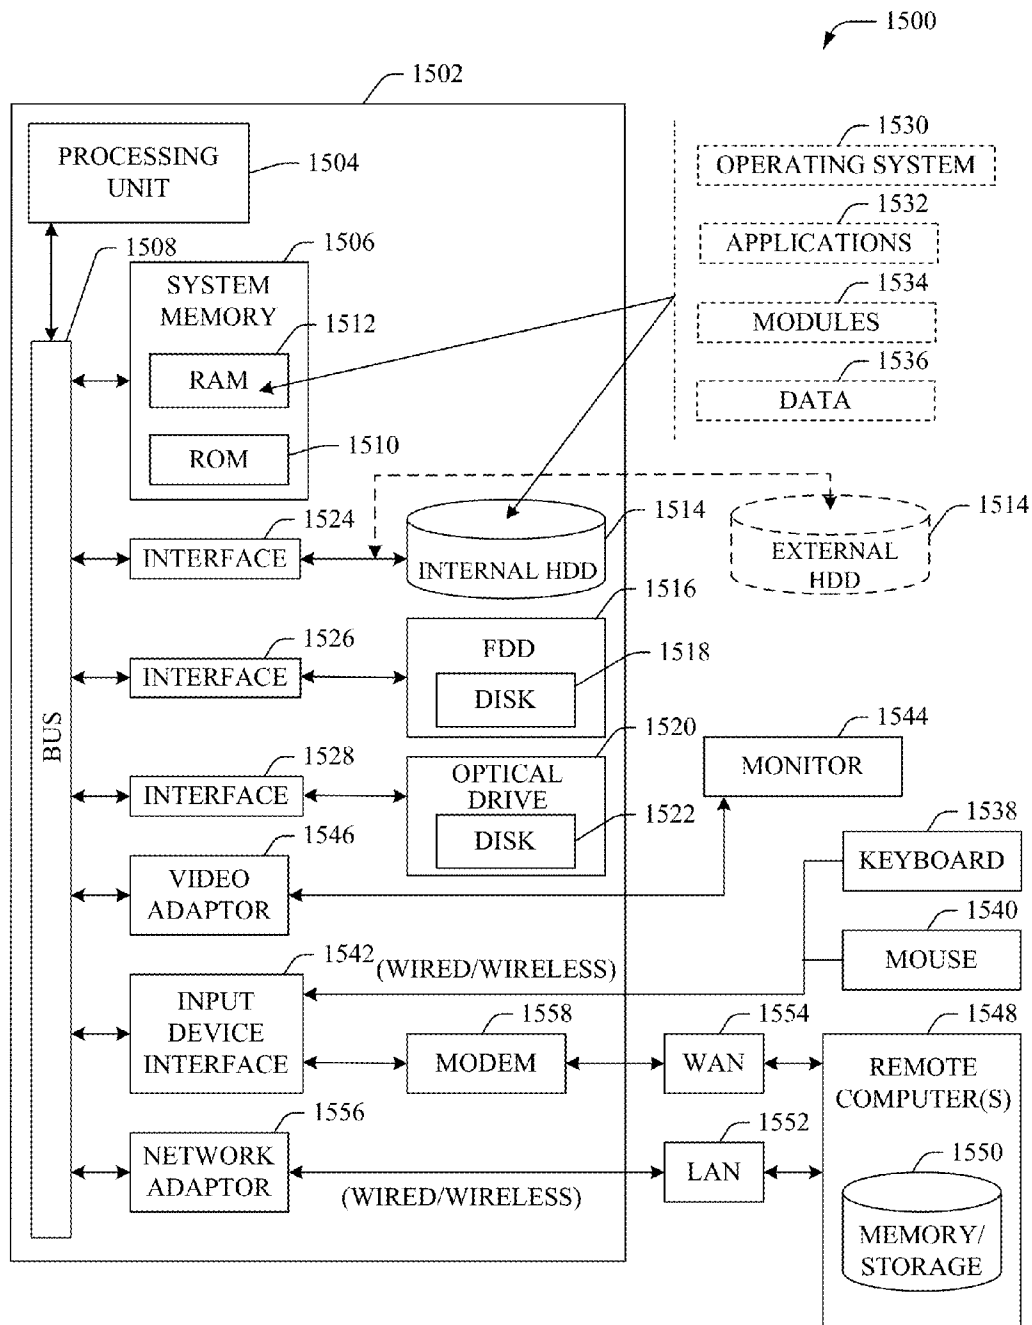 1500
1502
PROCESSING
UNIT
1504
1530
OPERATING SYSTEM
1508
1506
SYSTEM
MEMORY
1532
APPLICATIONS
1512
RAM
1534
MODULES
1510
ROM
1536
DATA
1524
INTERFACE
1514
INTERNAL HDD
1514
EXTERNAL
HDD
1526
INTERFACE
1516
FDD
1518
DISK
BUS
1528
INTERFACE
1520
OPTICAL
DRIVE
1522
DISK
1544
MONITOR
1546
VIDEO
ADAPTOR
1538
KEYBOARD
1540
MOUSE
1542
INPUT
DEVICE
INTERFACE
(WIRED/WIRELESS)
1558
MODEM
1554
WAN
1548
REMOTE
COMPUTER(S)
1556
NETWORK
ADAPTOR
(WIRED/WIRELESS)
1552
LAN
1550
MEMORY/
STORAGE